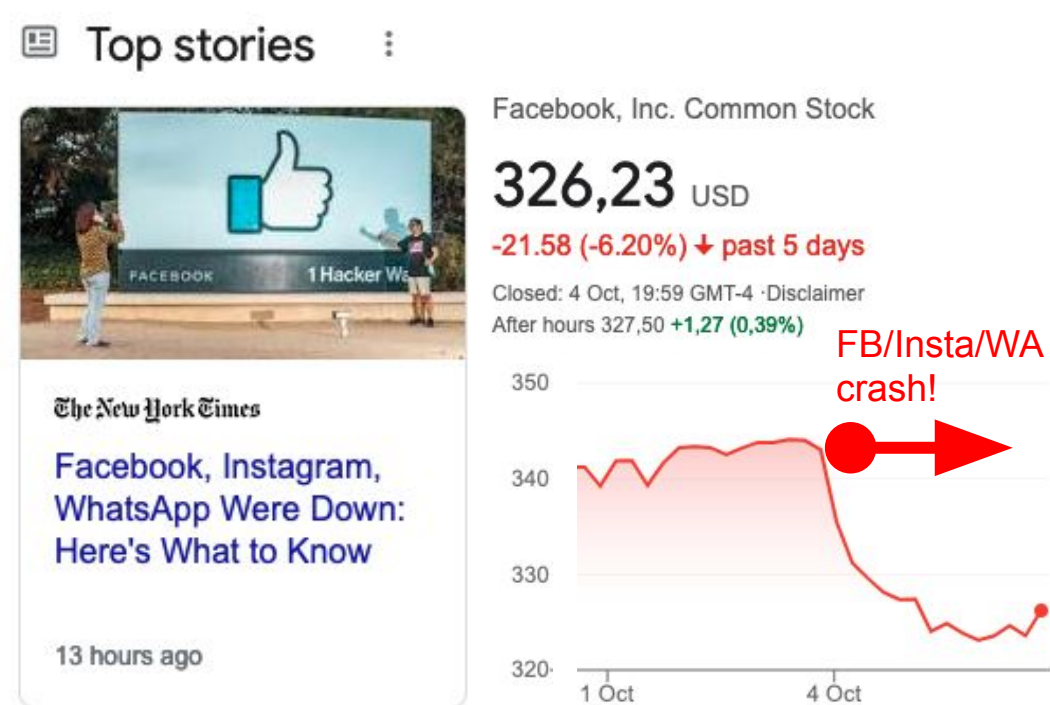 Top stories
FACEBOOK
1 Hacker Wa
The New York Times
Facebook, Instagram,
WhatsApp Were Down:
Here's What to Know
13 hours ago
Facebook, Inc. Common Stock
326,23 USD
-21.58 (-6.20%) ↓ past 5 days
Closed: 4 Oct, 19:59 GMT-4 ·Disclaimer
After hours 327,50 +1,27 (0,39%)
FB/Insta/WA
crash!
350
340
330
320
1 Oct
4 Oct